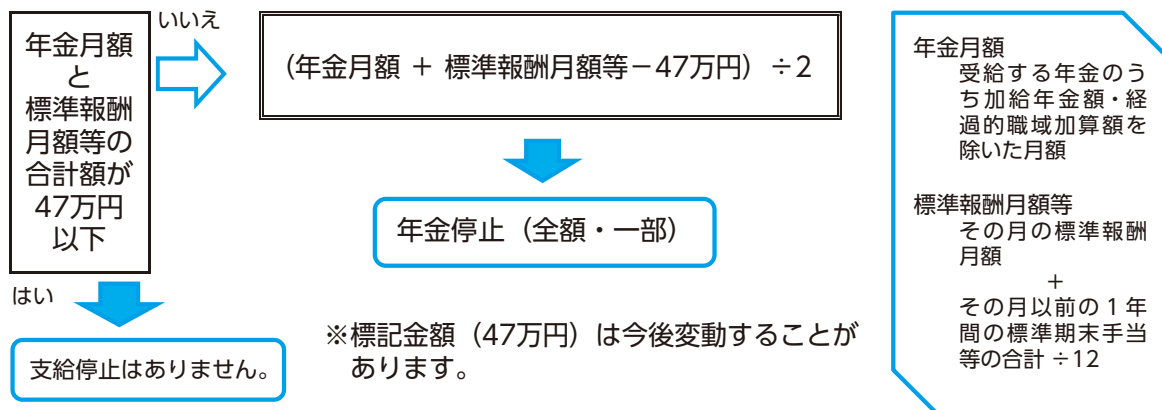 年金月額
と
標準報酬
月額等の
合計額が
47万円
以下
いいえ
（年金月額 ＋ 標準報酬月額等－47万円）÷2
年金停止（全額・一部）
はい
支給停止はありません。
※標記金額（47万円）は今後変動することが
あります。
年金月額
受給する年金のう
ち加給年金額・経
過的職域加算額を
除いた月額
標準報酬月額等
その月の標準報酬
月額
＋
その月以前の１年
間の標準期末手当
等の合計 ÷12